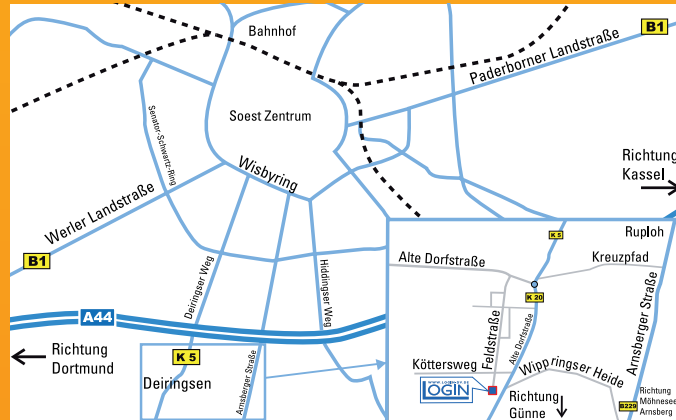 Bahnhof
B1
Paderborner Landstraße
Soest Zentrum
Senator-Schwartz-Ring
Wisbyring
Richtung
Kassel
Werler Landstraße
B1
Deiringser Weg
Hiddingser Weg
A44
Richtung
Dortmund
K 5
Deiringsen
Arnsberger Straße
K 5
Ruploh
Alte Dorfstraße
Kreuzpfad
K 20
Feldstraße
Alte Dorfstraße
Arnsberger Straße
Köttersweg
Wippringser Heide
LOGIN
Richtung
Günne
B229
Richtung
Möhnesee
Arnsberg